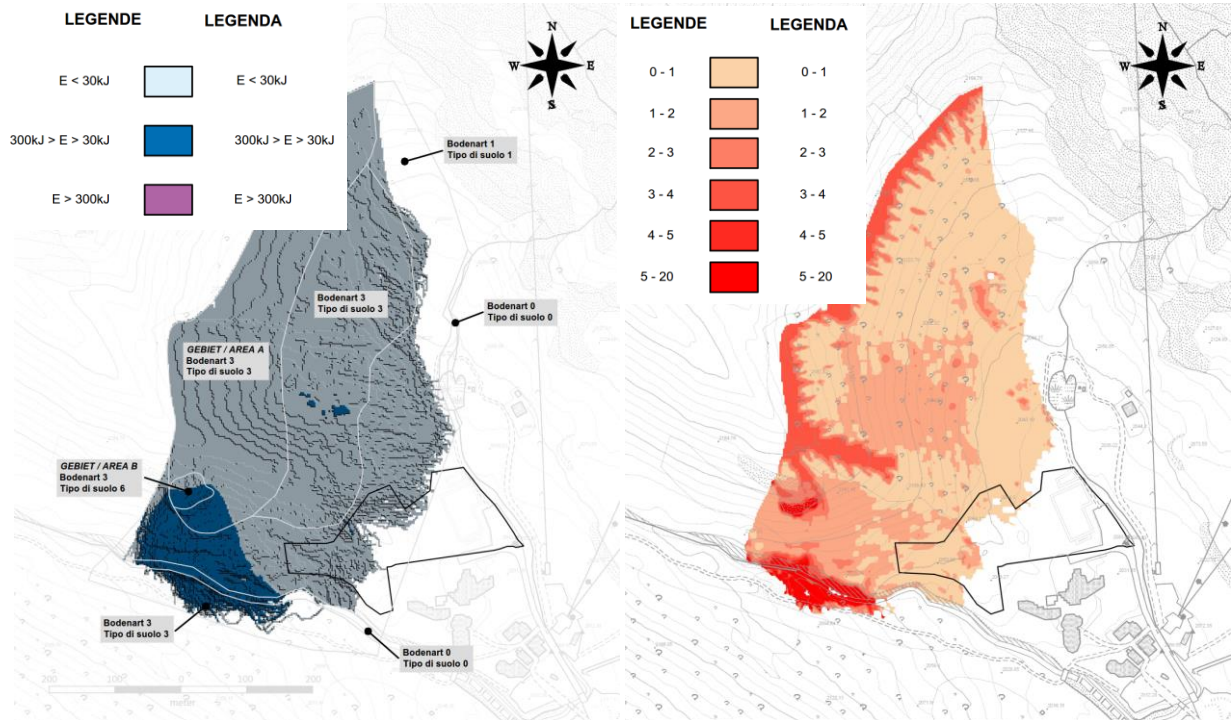 LEGENDE LEGENDA
E < 30kJ E < 30kJ
300kJ > E > 30kJ 300kJ > E > 30kJ
E > 300kJ E > 300kJ
N
W E
S
Bodenart 1
Tipo di suolo 1
Bodenart 3
Tipo di suolo 3
Bodenart 0
Tipo di suolo 0
GEBIET / AREA A
Bodenart 3
Tipo di suolo 3
GEBIET / AREA B
Bodenart 3
Tipo di suolo 6
Bodenart 3
Tipo di suolo 3
Bodenart 0
Tipo di suolo 0
200 100 0 100 200
meter
LEGENDE LEGENDA
0 - 1 0 - 1
1 - 2 1 - 2
2 - 3 2 - 3
3 - 4 3 - 4
4 - 5 4 - 5
5 - 20 5 - 20
N
W E
S